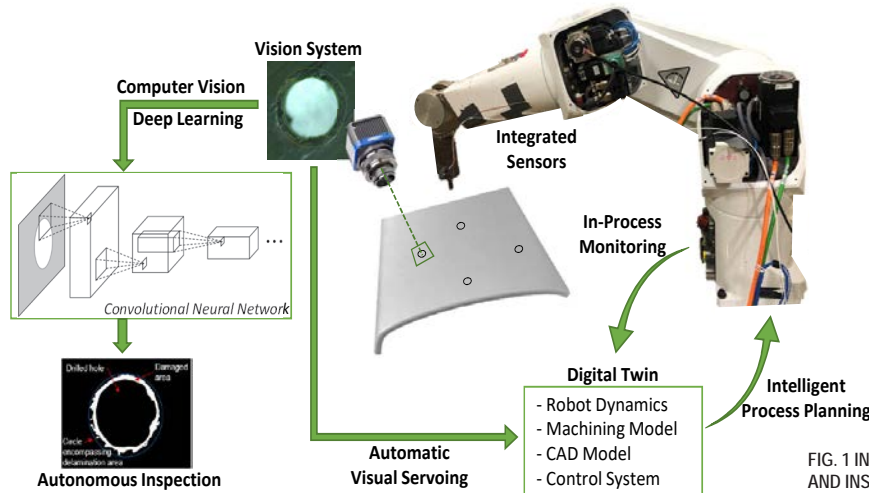 Vision System
Computer Vision
Deep Learning
Integrated
Sensors
In-Process
Monitoring
Convolutional Neural Network
Drilled hole
Damaged
area
Circle
encompassing
delamination area
Autonomous Inspection
Automatic
Visual Servoing
Digital Twin
- Robot Dynamics
- Machining Model
- CAD Model
- Control System
Intelligent
Process Planning
FIG. 1 IN
AND INS